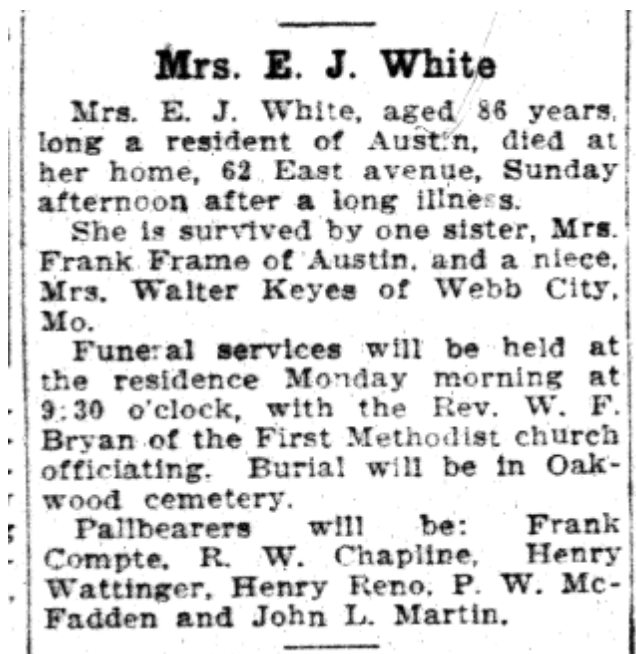 Mrs. E. J. White
Mrs. E. J. White, aged 86 years,
long a resident of Austin, died at
her home, 62 East avenue, Sunday
afternoon after a long illness.
She is survived by one sister, Mrs.
Frank Frame of Austin, and a niece,
Mrs. Walter Keyes of Webb City,
Mo.
Funeral services will be held at
the residence Monday morning at
9:30 o'clock, with the Rev. W. F.
Bryan of the First Methodist church
officiating. Burial will be in Oak-
wood cemetery.
Pallbearers will be: Frank
Compte, R. W. Chapline, Henry
Wattinger, Henry Reno, P. W. Mc-
Fadden and John L. Martin.